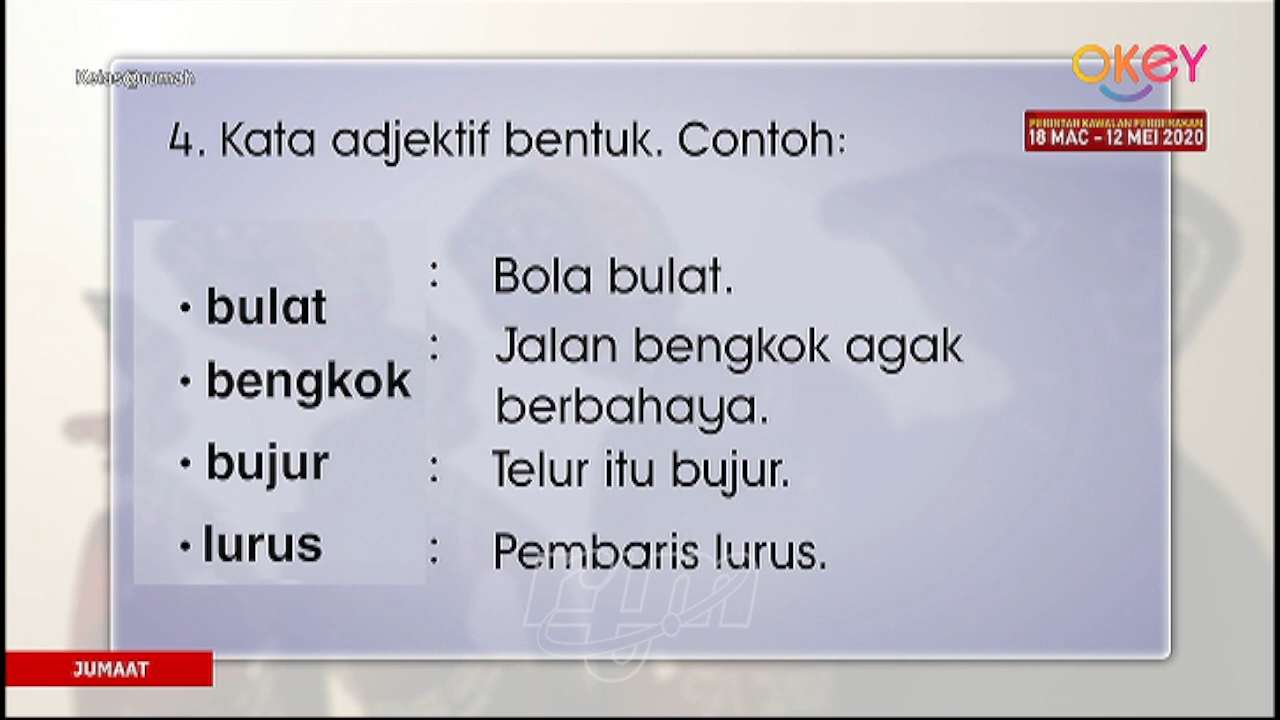 Kelas@rumah
OKEY
PERINTAH KAWALAN PERGERAKAN
18 MAC - 12 MEI 2020
4. Kata adjektif bentuk. Contoh:
• bulat : Bola bulat.
• bengkok : Jalan bengkok agak
berbahaya.
• bujur : Telur itu bujur.
• lurus : Pembaris lurus.
rtm
JUMAAT